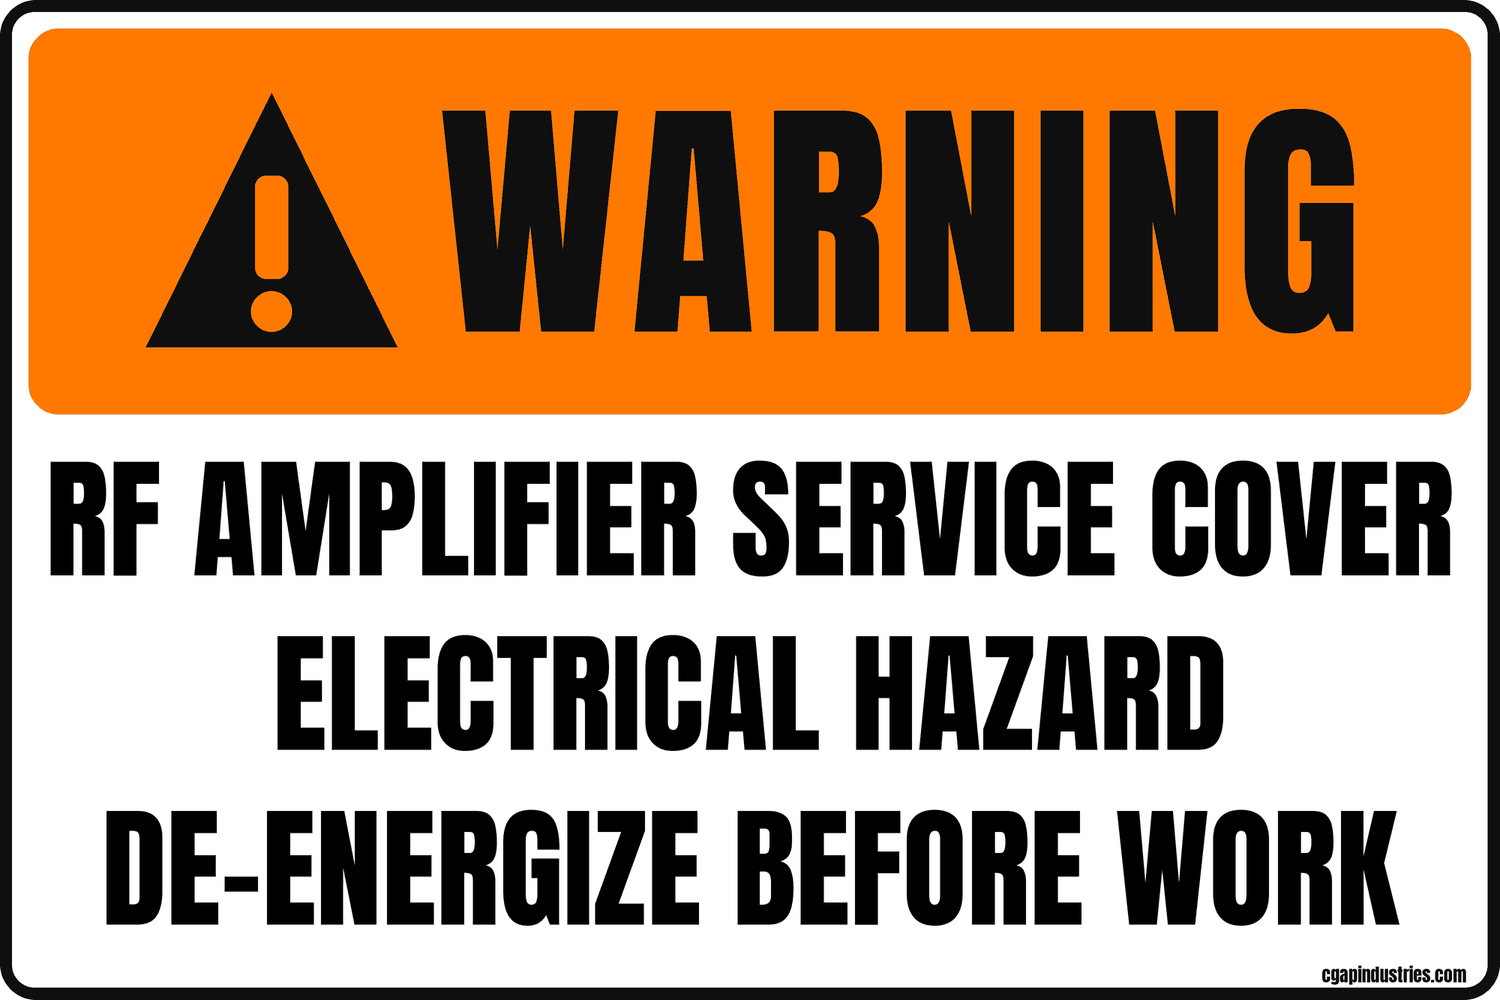 WARNING
RF AMPLIFIER SERVICE COVER
ELECTRICAL HAZARD
DE-ENERGIZE BEFORE WORK
cgapindustries.com